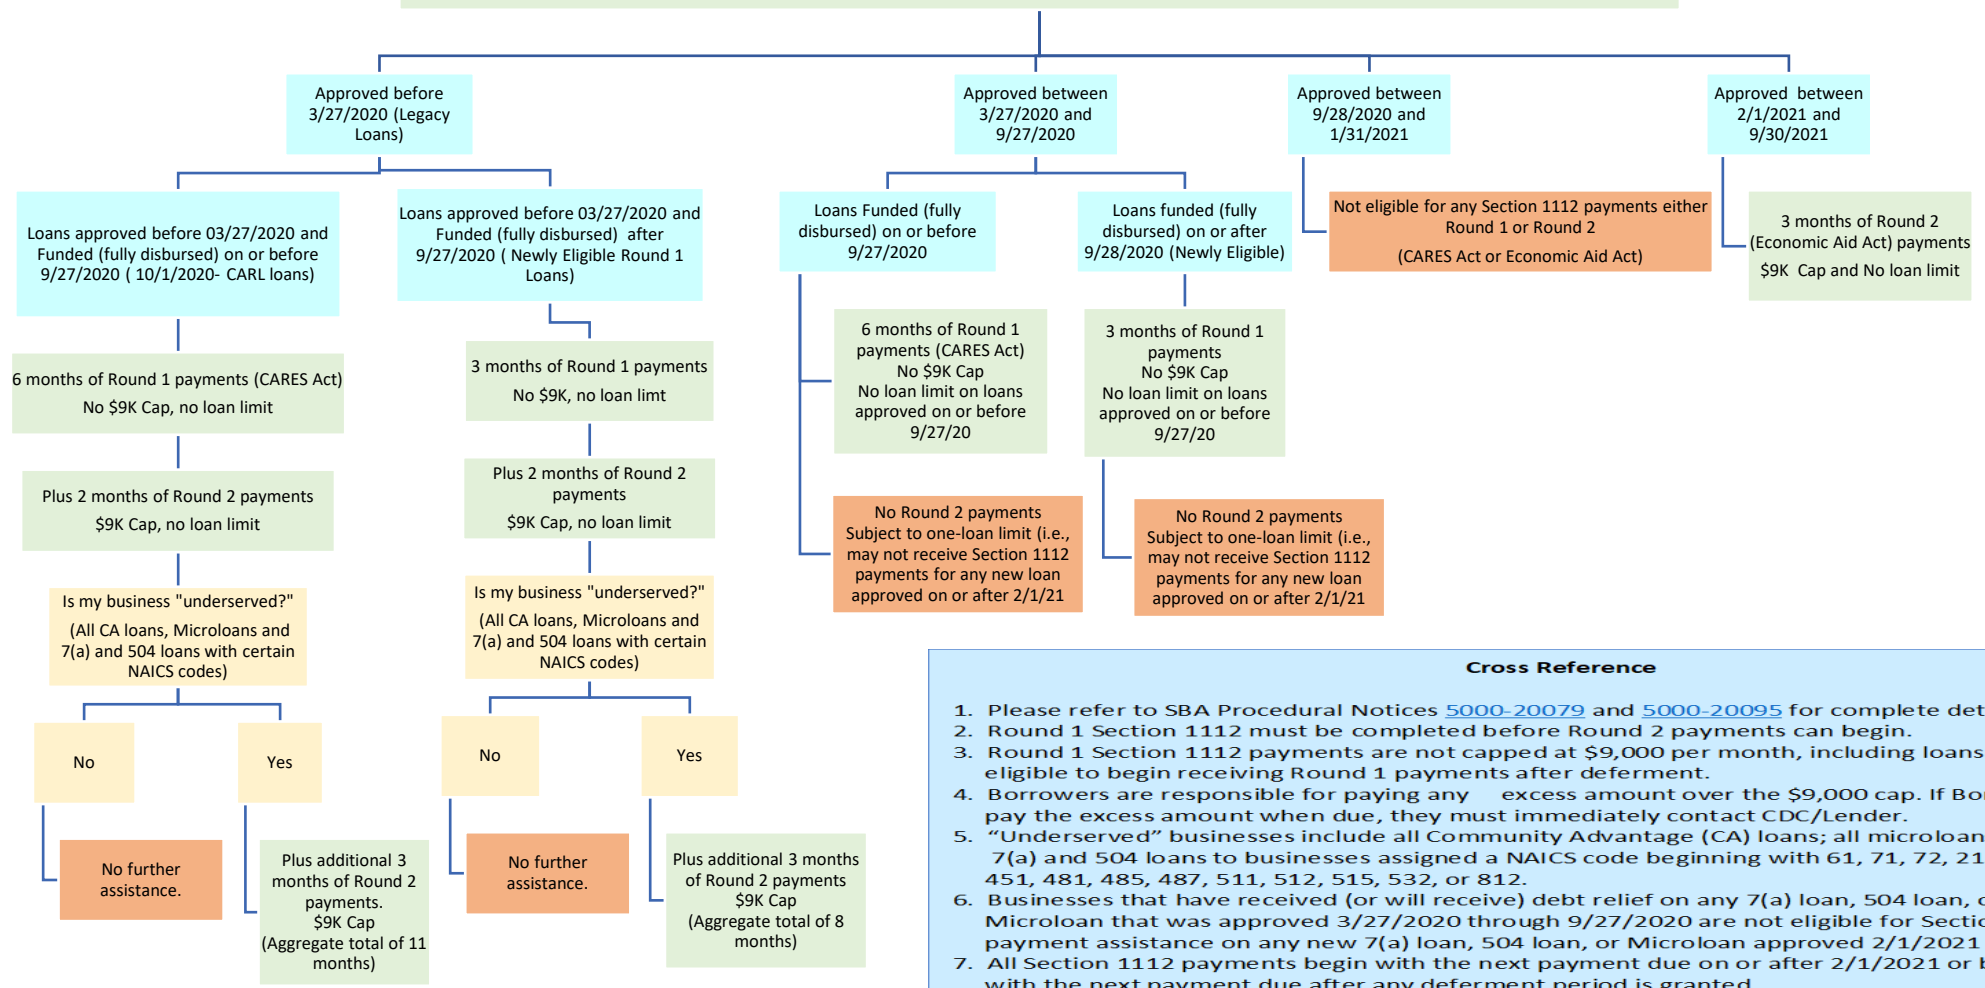 Approved before
3/27/2020 (Legacy
Loans)
Approved between
3/27/2020 and
9/27/2020
Approved between
9/28/2020 and
1/31/2021
Approved between
2/1/2021 and
9/30/2021
Loans approved before 03/27/2020 and
Funded (fully disbursed) on or before
9/27/2020 ( 10/1/2020- CARL loans)
Loans approved before 03/27/2020 and
Funded (fully disbursed) after
9/27/2020 ( Newly Eligible Round 1
Loans)
Loans Funded (fully
disbursed) on or before
9/27/2020
Loans funded (fully
disbursed) on or after
9/28/2020 (Newly Eligible)
Not eligible for any Section 1112 payments either
Round 1 or Round 2
(CARES Act or Economic Aid Act)
3 months of Round 2
(Economic Aid Act) payments
$9K Cap and No loan limit
6 months of Round 1 payments (CARES Act)
No $9K Cap, no loan limit
3 months of Round 1 payments
No $9K, no loan limt
6 months of Round 1
payments (CARES Act)
No $9K Cap
No loan limit on loans
approved on or before
9/27/20
3 months of Round 1
payments
No $9K Cap
No loan limit on loans
approved on or before
9/27/20
Plus 2 months of Round 2 payments
$9K Cap, no loan limit
Plus 2 months of Round 2
payments
$9K Cap, no loan limit
No Round 2 payments
Subject to one-loan limit (i.e.,
may not receive Section 1112
payments for any new loan
approved on or after 2/1/21
No Round 2 payments
Subject to one-loan limit (i.e.,
may not receive Section 1112
payments for any new loan
approved on or after 2/1/21
Is my business "underserved?"
(All CA loans, Microloans and
7(a) and 504 loans with certain
NAICS codes)
Is my business "underserved?"
(All CA loans, Microloans and
7(a) and 504 loans with certain
NAICS codes)
No
Yes
No
Yes
No further
assistance.
Plus additional 3
months of Round 2
payments.
$9K Cap
(Aggregate total of 11
months)
No further
assistance.
Plus additional 3 months
of Round 2 payments
$9K Cap
(Aggregate total of 8
months)
Cross Reference
1. Please refer to SBA Procedural Notices 5000-20079 and 5000-20095 for complete
2. Round 1 Section 1112 must be completed before Round 2 payments can begin.
3. Round 1 Section 1112 payments are not capped at $9,000 per month, including loans
eligible to begin receiving Round 1 payments after deferment.
4. Borrowers are responsible for paying any excess amount over the $9,000 cap. If
pay the excess amount when due, they must immediately contact CDC/Lender.
5. “Underserved” businesses include all Community Advantage (CA) loans; all
7(a) and 504 loans to businesses assigned a NAICS code beginning with 61, 71, 72, 21
451, 481, 485, 487, 511, 512, 515, 532, or 812.
6. Businesses that have received (or will receive) debt relief on any 7(a) loan, 504 loan,
Microloan that was approved 3/27/2020 through 9/27/2020 are not eligible for
payment assistance on any new 7(a) loan, 504 loan, or Microloan approved 2/1/2021
7. All Section 1112 payments begin with the next payment due on or after 2/1/2021 or
with the next payment due after any deferment period is granted